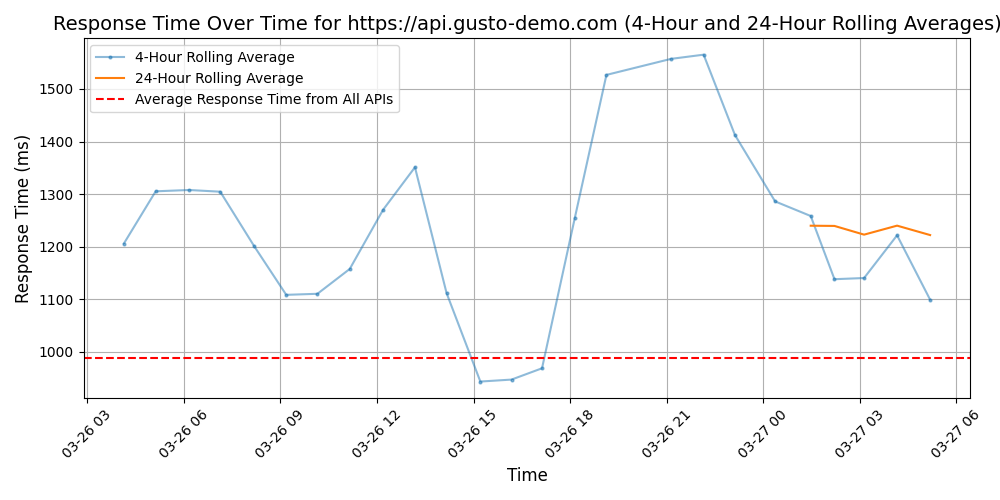 Response Time Over Time for https://api.gusto-demo.com (4-Hour and 24-Hour Rolling Averages)
4-Hour Rolling Average
24-Hour Rolling Average
Average Response Time from All APIs
Response Time (ms)
1500
1400
1300
1200
1100
1000
03-26 03
03-26 06
03-26 09
03-26 12
03-26 15
03-26 18
03-26 21
03-27 00
03-27 03
03-27 06
Time